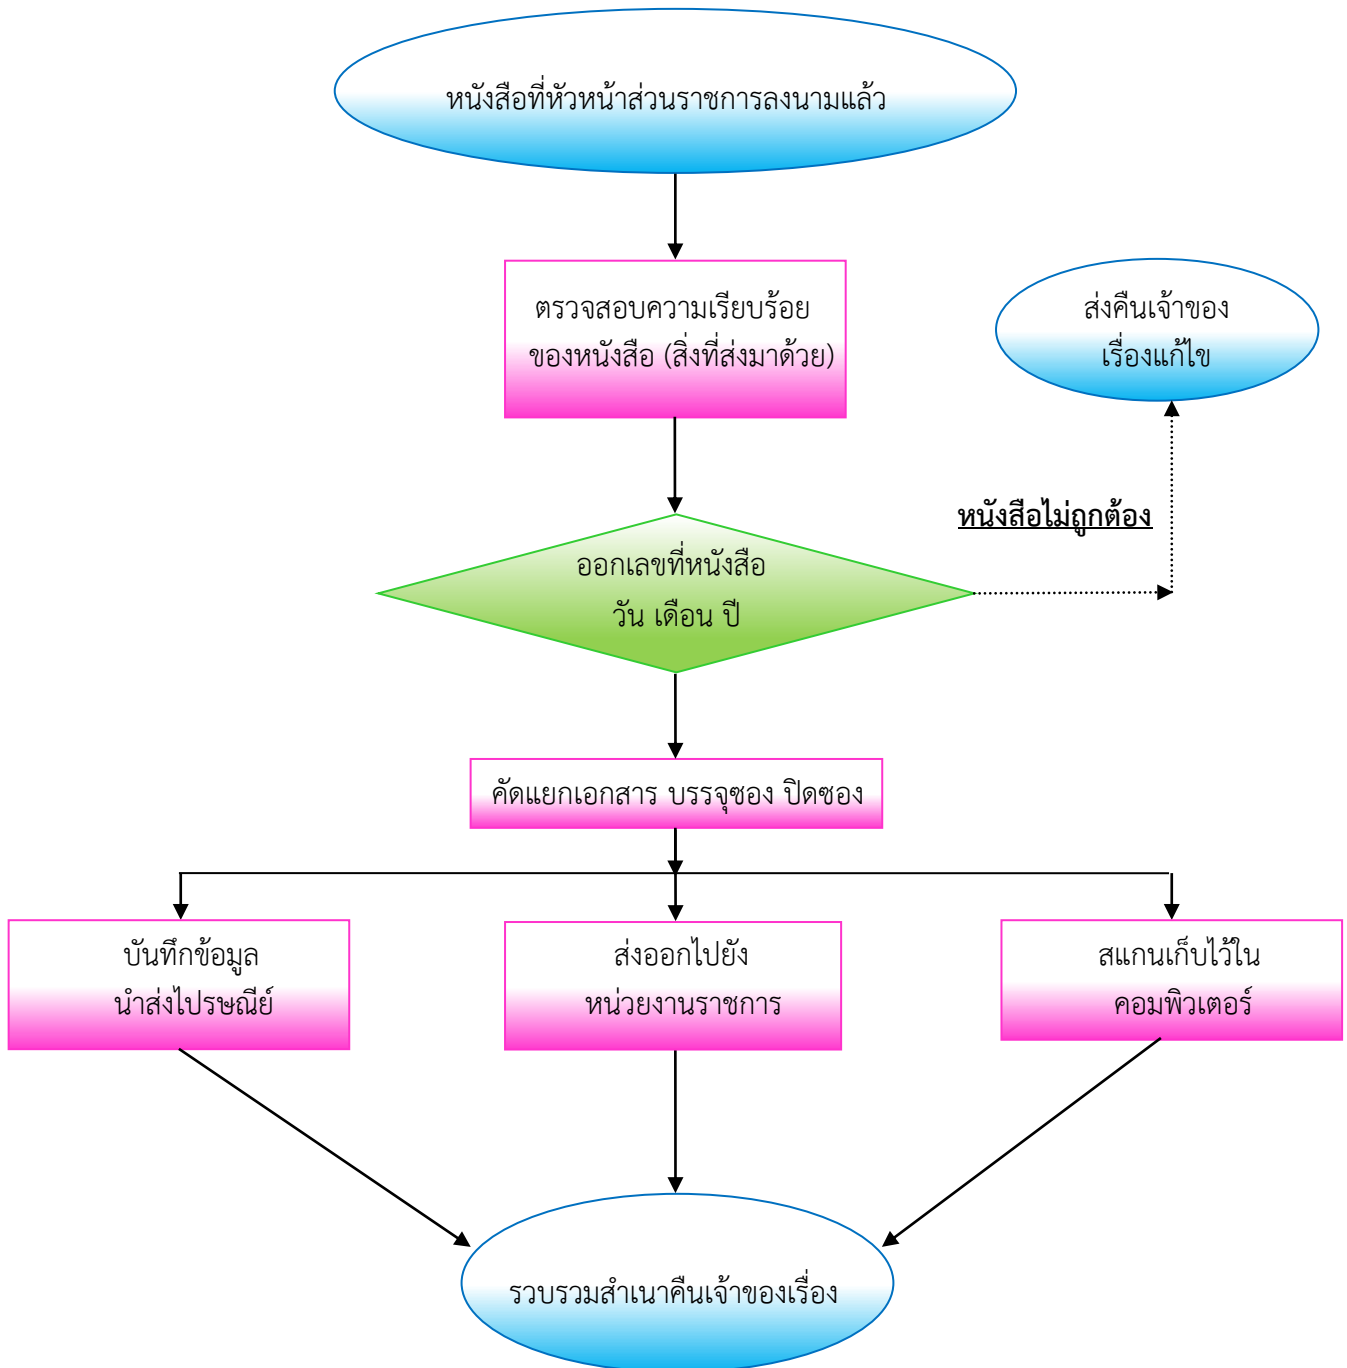 หนังสือที่หัวหน้าส่วนราชการลงนามแล้ว
ตรวจสอบความเรียบร้อย
ของหนังสือ (สิ่งที่ส่งมาด้วย)
ส่งคืนเจ้าของ
เรื่องแก้ไข
หนังสือไม่ถูกต้อง
ออกเลขที่หนังสือ
วัน เดือน ปี
คัดแยกเอกสาร บรรจุซอง ปิดซอง
บันทึกข้อมูล
นำส่งไปรษณีย์
ส่งออกไปยัง
หน่วยงานราชการ
สแกนเก็บไว้ใน
คอมพิวเตอร์
รวบรวมสำเนาคืนเจ้าของเรื่อง